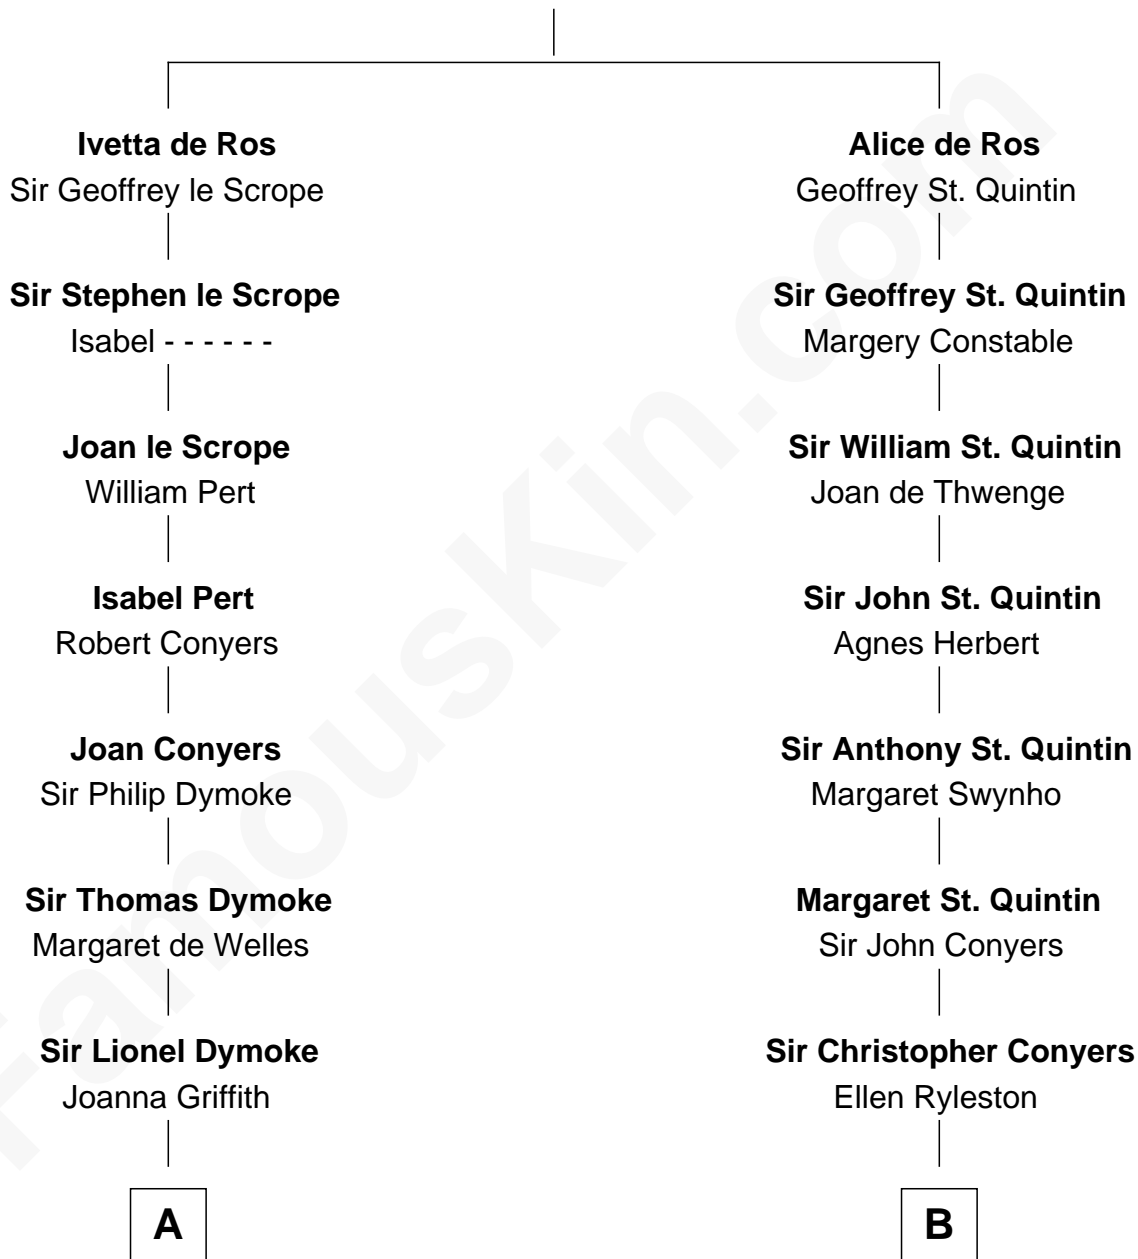 Ivetta de Ros
Sir Geoffrey le Scrope
Sir Stephen le Scrope
Isabel - - - - - -
Joan le Scrope
William Pert
Isabel Pert
Robert Conyers
Joan Conyers
Sir Philip Dymoke
Sir Thomas Dymoke
Margaret de Welles
Sir Lionel Dymoke
Joanna Griffith
A
Alice de Ros
Geoffrey St. Quintin
Sir Geoffrey St. Quintin
Margery Constable
Sir William St. Quintin
Joan de Thwenge
Sir John St. Quintin
Agnes Herbert
Sir Anthony St. Quintin
Margaret Swynho
Margaret St. Quintin
Sir John Conyers
Sir Christopher Conyers
Ellen Ryleston
B
FamousKin.com